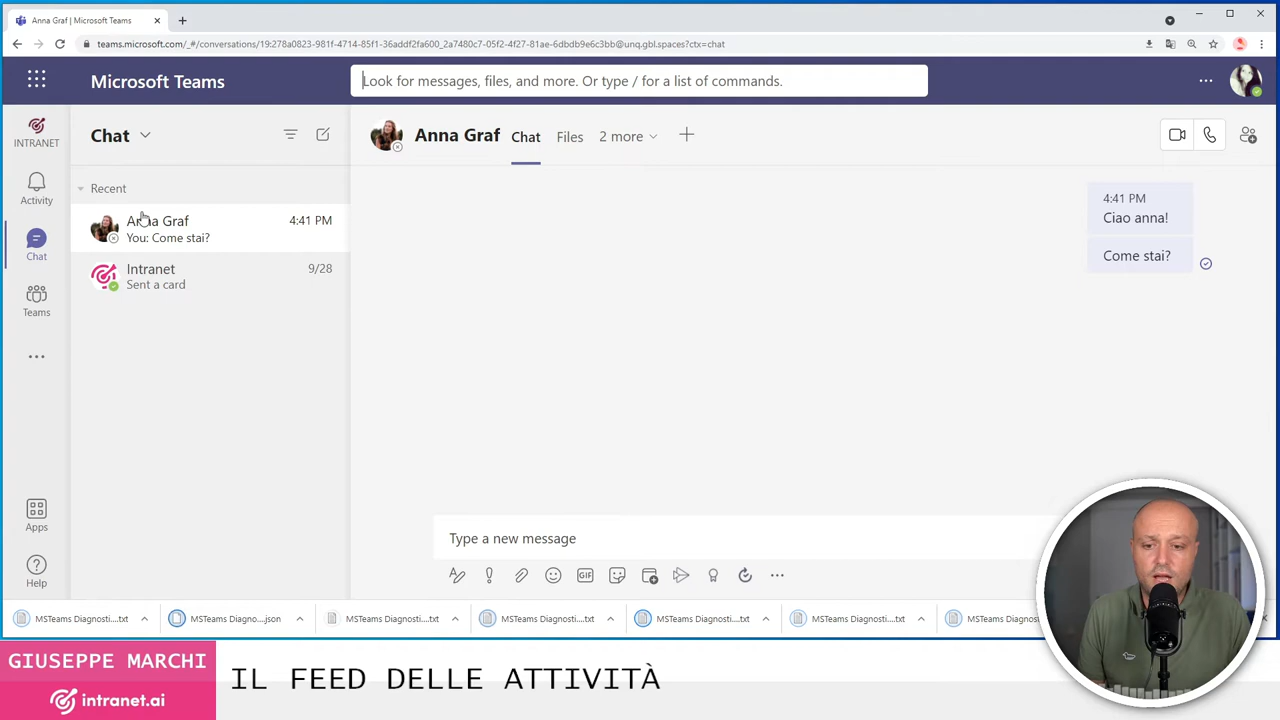 Anna Graf | Microsoft Teams
teams.microsoft.com/_#/conversations/19:278a0823-981f-4714-85f1-36addf2fa600_2a7480c7-05f2-4f27-81ae-6dbdb9e6c3bb@unq.gbl.spaces?ctx=chat
Microsoft Teams
Look for messages, files, and more. Or type / for a list of commands.
INTRANET
Activity
Chat
Teams
Apps
Help
Chat
Recent
Anna Graf
4:41 PM
You: Come stai?
Intranet
9/28
Sent a card
Anna Graf
Chat
Files
2 more
4:41 PM
Ciao anna!
Come stai?
Type a new message
GIF
MSTeams Diagnosti....txt
MSTeams Diagno....json
MSTeams Diagnosti....txt
MSTeams Diagnosti....txt
MSTeams Diagnosti....txt
MSTeams Diagnosti....txt
MSTeams Diagnos
GIUSEPPE MARCHI
intranet.ai
IL FEED DELLE ATTIVITÀ